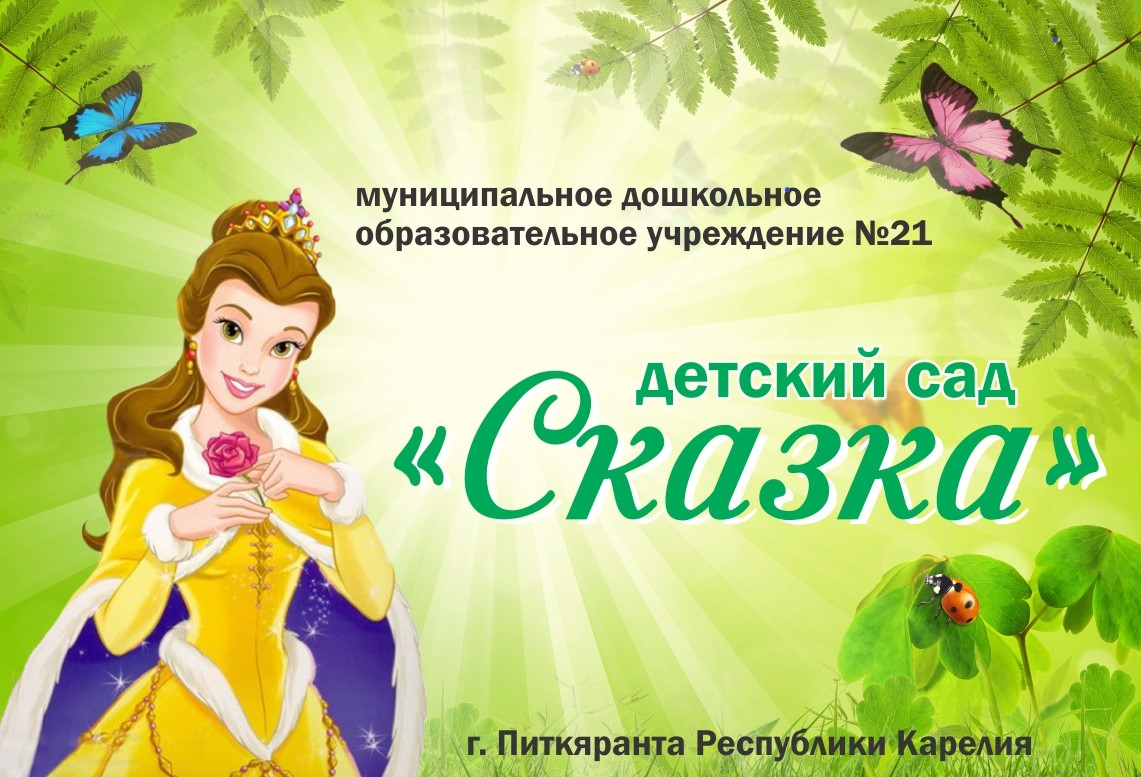 муниципальное дошкольное
образовательное учреждение №21
детский сад
«Сказка»
г. Питкяранта Республики Карелия